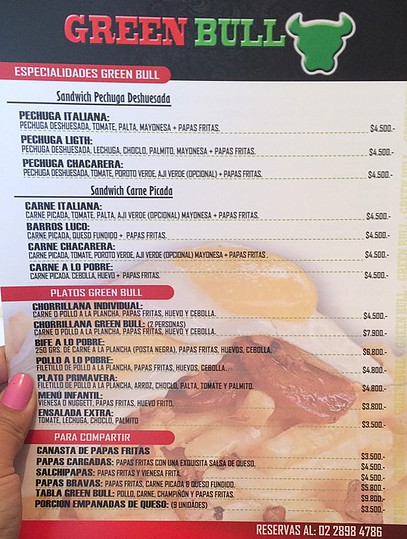 GREEN BULL
ESPECIALIDADES GREEN BULL
Sandwich Pechuga Deshuesada
PECHUGA ITALIANA:
PECHUGA DESHUESADA, TOMATE, PALTA, MAYONESA + PAPAS FRITAS. $4.500.-
PECHUGA LIGTH:
PECHUGA DESHUESADA, LECHUGA, CHOCLO, PALMITO, MAYONESA + PAPAS FRITAS. $4.500.-
PECHUGA CHACARERA:
PECHUGA DESHUESADA, TOMATE, POROTO VERDE, AJI VERDE (OPCIONAL) + PAPAS FRITAS. $4.500.-
Sandwich Carne Picada
CARNE ITALIANA:
CARNE PICADA, TOMATE, PALTA, AJI VERDE (OPCIONAL) MAYONESA + PAPAS FRITAS. $4.500.-
BARROS LUCO:
CARNE PICADA, QUESO FUNDIDO + PAPAS FRITAS. $4.500.-
CARNE CHACARERA:
CARNE PICADA, TOMATE, POROTO VERDE, AJI VERDE (OPCIONAL) MAYONESA + PAPAS FRITAS. $4.500.-
CARNE A LO POBRE:
CARNE PICADA, CEBOLLA, HUEVO + PAPAS FRITAS. $4.500.-
PLATOS GREEN BULL
CHORRILLANA INDIVIDUAL:
CARNE O POLLO A LA PLANCHA, PAPAS FRITAS, HUEVO Y CEBOLLA. $4.500.-
CHORRILLANA GREEN BULL: (2 PERSONAS)
CARNE O POLLO A LA PLANCHA, PAPAS FRITAS, HUEVO Y CEBOLLA. $7.900.-
BIFE A LO POBRE:
250 GRS. DE CARNE A LA PLANCHA (POSTA NEGRA), PAPAS FRITAS, HUEVOS, CEBOLLA. $6.800.-
POLLO A LO POBRE:
FILETILLO DE POLLO A LA PLANCHA, PAPAS FRITAS, HUEVOS, CEBOLLA. $4.800.-
PLATO PRIMAVERA:
FILETILLO DE POLLO A LA PLANCHA, ARROZ, CHOCLO, PALTA, TOMATE Y PALMITO. $4.800.-
MENÚ INFANTIL:
VIENESA O NUGGETT, PAPAS FRITAS, HUEVO FRITO. $3.800.-
ENSALADA EXTRA:
TOMATE, LECHUGA, CHOCLO, PALMITO $3.500.-
PARA COMPARTIR
CANASTA DE PAPAS FRITAS $3.500.-
PAPAS CARGADAS: PAPAS FRITAS CON UNA EXQUISITA SALSA DE QUESO. $4.500.-
SALCHIPAPAS: PAPAS FRITAS Y VIENESA FRITA. $4.500.-
PAPAS BRAVAS: PAPAS FRITAS, CARNE PICADA Y QUESO FUNDIDO. $5.800.-
TABLA GREEN BULL: POLLO, CARNE, CHAMPIÑON Y PAPAS FRITAS. $9.800.-
PORCIÓN EMPANADAS DE QUESO: (9 UNIDADES) $3.500.-
RESERVAS AL: 02 2898 4786